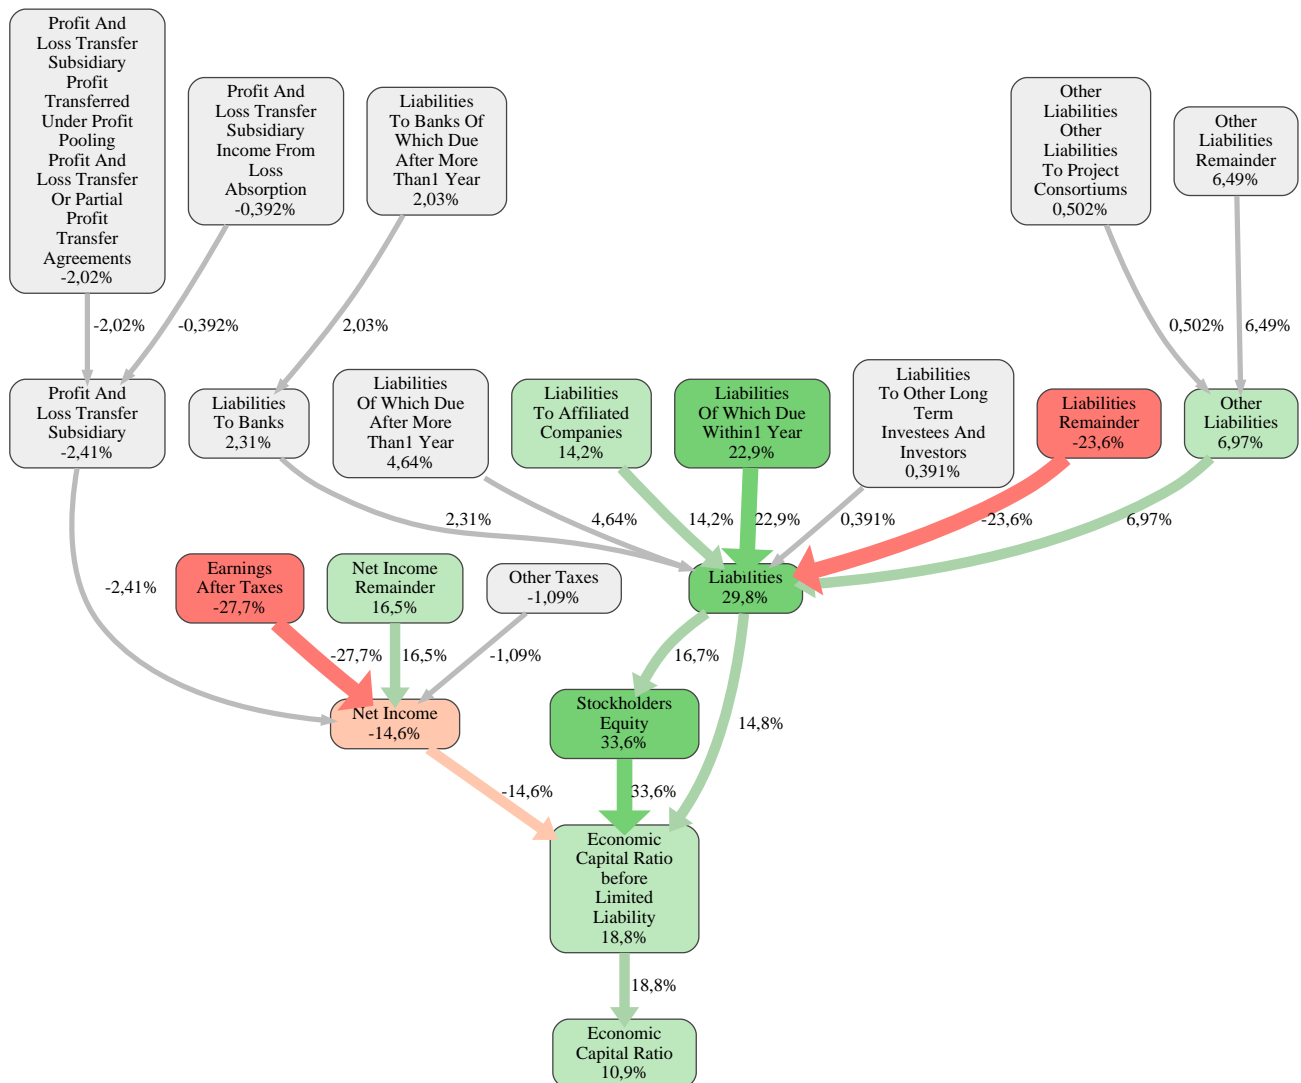 Profit And
Loss Transfer
Subsidiary
Profit
Transferred
Under Profit
Pooling
Profit And
Loss Transfer
Or Partial
Profit
Transfer
Agreements
-2,02%
Profit And
Loss Transfer
Subsidiary
Income From
Loss
Absorption
-0,392%
Liabilities
To Banks Of
Which Due
After More
Than1 Year
2,03%
Other
Liabilities
Other
Liabilities
To Project
Consortiums
0,502%
Other
Liabilities
Remainder
6,49%
-2,02%
-0,392%
2,03%
0,502%
6,49%
Profit And
Loss Transfer
Subsidiary
-2,41%
Liabilities
To Banks
2,31%
Liabilities
Of Which Due
After More
Than1 Year
4,64%
Liabilities
To Affiliated
Companies
14,2%
Liabilities
Of Which Due
Within1 Year
22,9%
Liabilities
To Other Long
Term
Investees And
Investors
0,391%
Liabilities
Remainder
-23,6%
Other
Liabilities
6,97%
2,31%
4,64%
14,2%
22,9%
0,391%
-23,6%
6,97%
-2,41%
Earnings
After Taxes
-27,7%
Net Income
Remainder
16,5%
Other Taxes
-1,09%
Liabilities
29,8%
-27,7%
16,5%
-1,09%
16,7%
14,8%
Net Income
-14,6%
Stockholders
Equity
33,6%
-14,6%
33,6%
Economic
Capital Ratio
before
Limited
Liability
18,8%
18,8%
Economic
Capital Ratio
10,9%